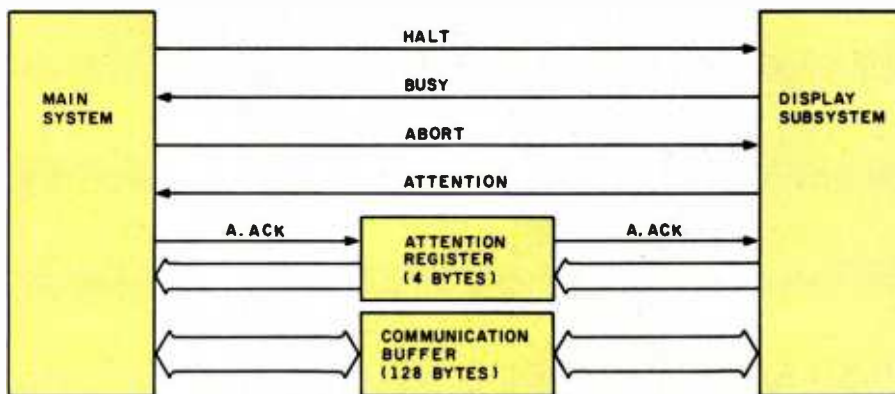 HALT
BUSY
MAIN
SYSTEM
DISPLAY
SUBSYSTEM
ABORT
ATTENTION
A. ACK
ATTENTION
REGISTER
(4 BYTES)
A. ACK
COMMUNICATION
BUFFER
(128 BYTES)